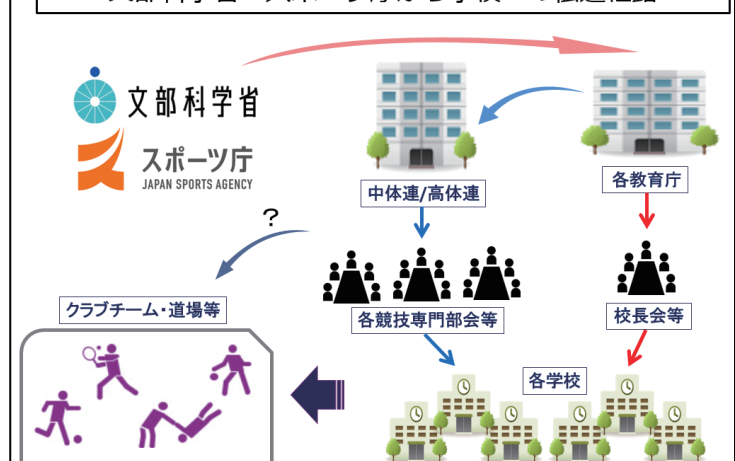 文部科学省
スポーツ庁
JAPAN SPORTS AGENCY
中体連/高体連
各教育庁
?
クラブチーム・道場等
各競技専門部会等
校長会等
各学校